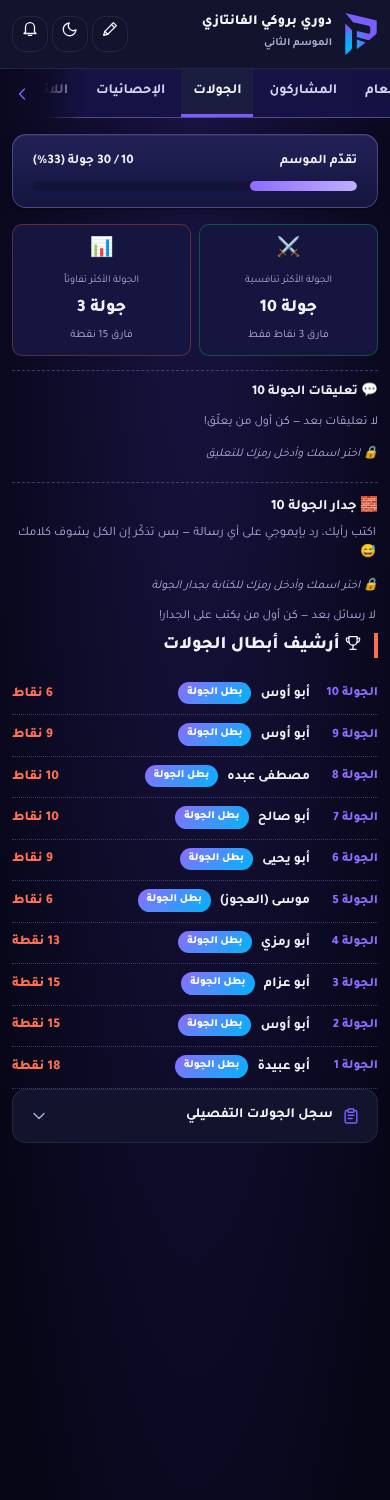 دوري بروكي الفانتازي
الموسم الثاني
المشاركون
الجولات
الإحصائيات
تقدّم الموسم
10 / 30 جولة (33%)
⚔️
الجولة الأكثر تنافسية
جولة 10
فارق 3 نقاط فقط
📊
الجولة الأكثر تفاوتاً
جولة 3
فارق 15 نقطة
💬 تعليقات الجولة 10
لا تعليقات بعد — كن أول من يعلّق!
🔒 اختر اسمك وأدخل رمزك للتعليق
🧱 جدار الجولة 10
اكتب رأيك، رد بإيموجي على أي رسالة — بس تذكّر إن الكل يشوف كلامك
😅
🔒 اختر اسمك وأدخل رمزك للكتابة بجدار الجولة
لا رسائل بعد — كن أول من يكتب على الجدار!
أرشيف أبطال الجولات
الجولة 10 أبو أوس بطل الجولة 6 نقاط
الجولة 9 أبو أوس بطل الجولة 9 نقاط
الجولة 8 مصطفى عبده بطل الجولة 10 نقاط
الجولة 7 أبو صالح بطل الجولة 10 نقاط
الجولة 6 أبو يحيى بطل الجولة 9 نقاط
الجولة 5 موسى (العجوز) بطل الجولة 6 نقاط
الجولة 4 أبو رمزي بطل الجولة 13 نقطة
الجولة 3 أبو عزام بطل الجولة 15 نقطة
الجولة 2 أبو أوس بطل الجولة 15 نقطة
الجولة 1 أبو عبيدة بطل الجولة 18 نقطة
سجل الجولات التفصيلي